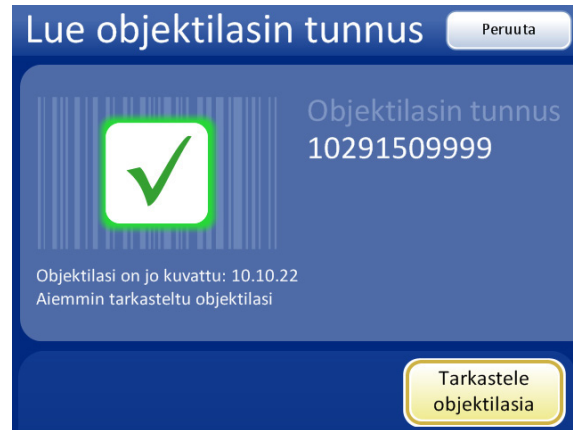 Lue objektilasin tunnus
Peruuta
Objektilasin tunnus
10291509999
Objektilasi on jo kuvattu: 10.10.22
Aiemmin tarkasteltu objektilasi
Tarkastele
objektilasia